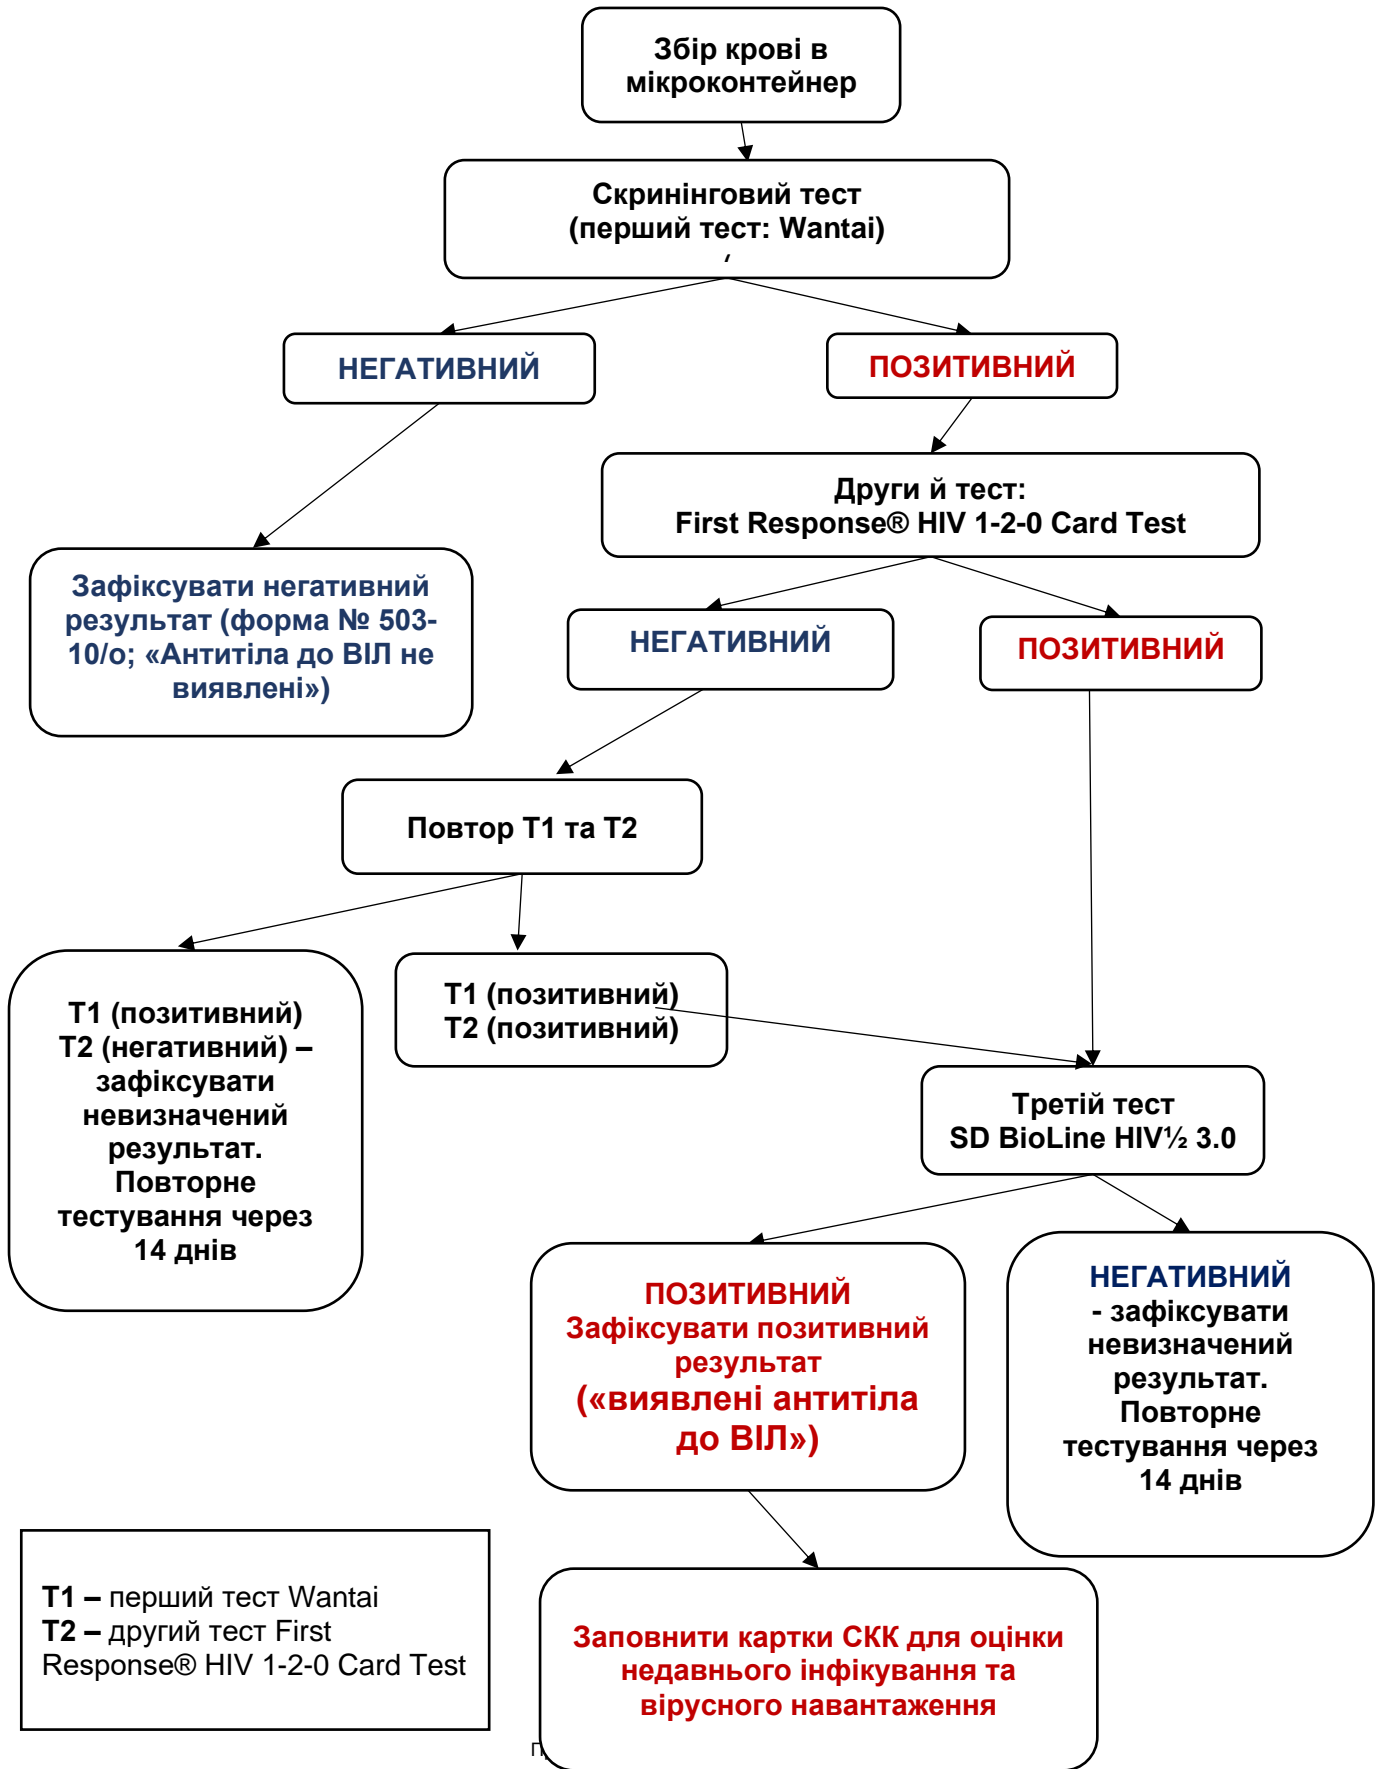 Збір крові в
мікроконтейнер
Скринінговий тест
(перший тест: Wantai)
НЕГАТИВНИЙ
ПОЗИТИВНИЙ
Други й тест:
First Response® HIV 1-2-0 Card Test
Зафіксувати негативний
результат (форма № 503-
10/о; «Антитіла до ВІЛ не
виявлені»)
НЕГАТИВНИЙ
ПОЗИТИВНИЙ
Повтор Т1 та Т2
Т1 (позитивний)
Т2 (негативний) –
зафіксувати
невизначений
результат.
Повторне
тестування через
14 днів
Т1 (позитивний)
Т2 (позитивний)
Третій тест
SD BioLine HIV½ 3.0
ПОЗИТИВНИЙ
Зафіксувати позитивний
результат
(«виявлені антитіла
до ВІЛ»)
НЕГАТИВНИЙ
- зафіксувати
невизначений
результат.
Повторне
тестування через
14 днів
Т1 – перший тест Wantai
Т2 – другий тест First
Response® HIV 1-2-0 Card Test
Заповнити картки СКК для оцінки
недавнього інфікування та
вірусного навантаження